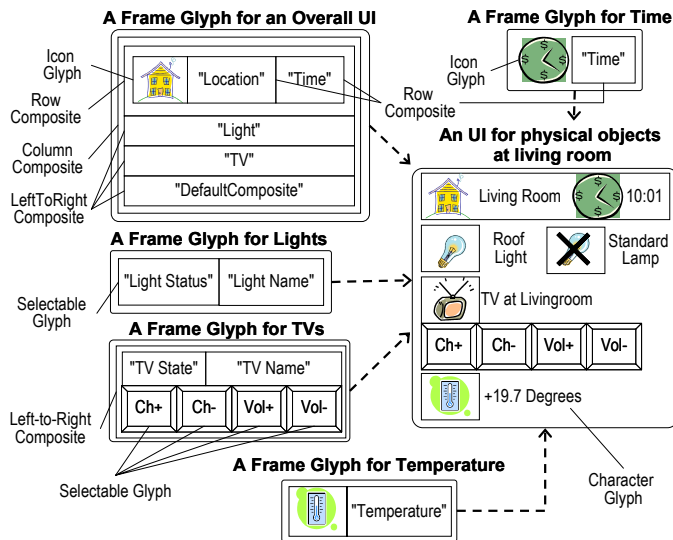 A Frame Glyph for an Overall UI
Icon
Glyph
"Location"
"Time"
Row
Composite
"Light"
Column
Composite
"TV"
LeftToRight
Composite
"DefaultComposite"
A Frame Glyph for Time
Icon
Glyph
$
$
$
$
"Time"
Row
Composite
An UI for physical objects
at living room
Living Room
$
$
$
$
10:01
Roof
Light
Standard
Lamp
TV at Livingroom
Ch+
Ch-
Vol+
Vol-
+19.7 Degrees
Character
Glyph
A Frame Glyph for Lights
"Light Status"
"Light Name"
Selectable
Glyph
A Frame Glyph for TVs
"TV State"
"TV Name"
Ch+
Ch-
Vol+
Vol-
Left-to-Right
Composite
Selectable Glyph
A Frame Glyph for Temperature
"Temperature"